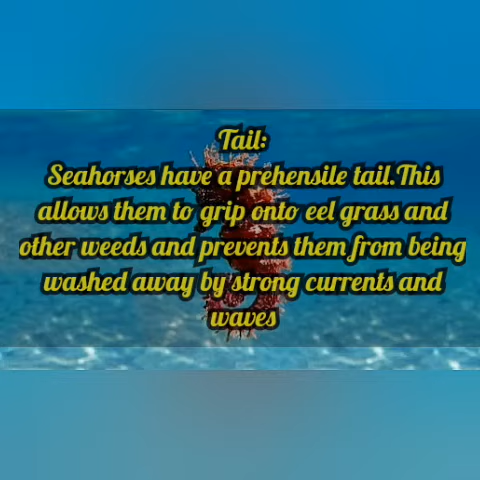 Tail:
Seahorses have a prehensile tail.This
allows them to grip onto eel grass and
other weeds and prevents them from being
washed away by strong currents and
waves